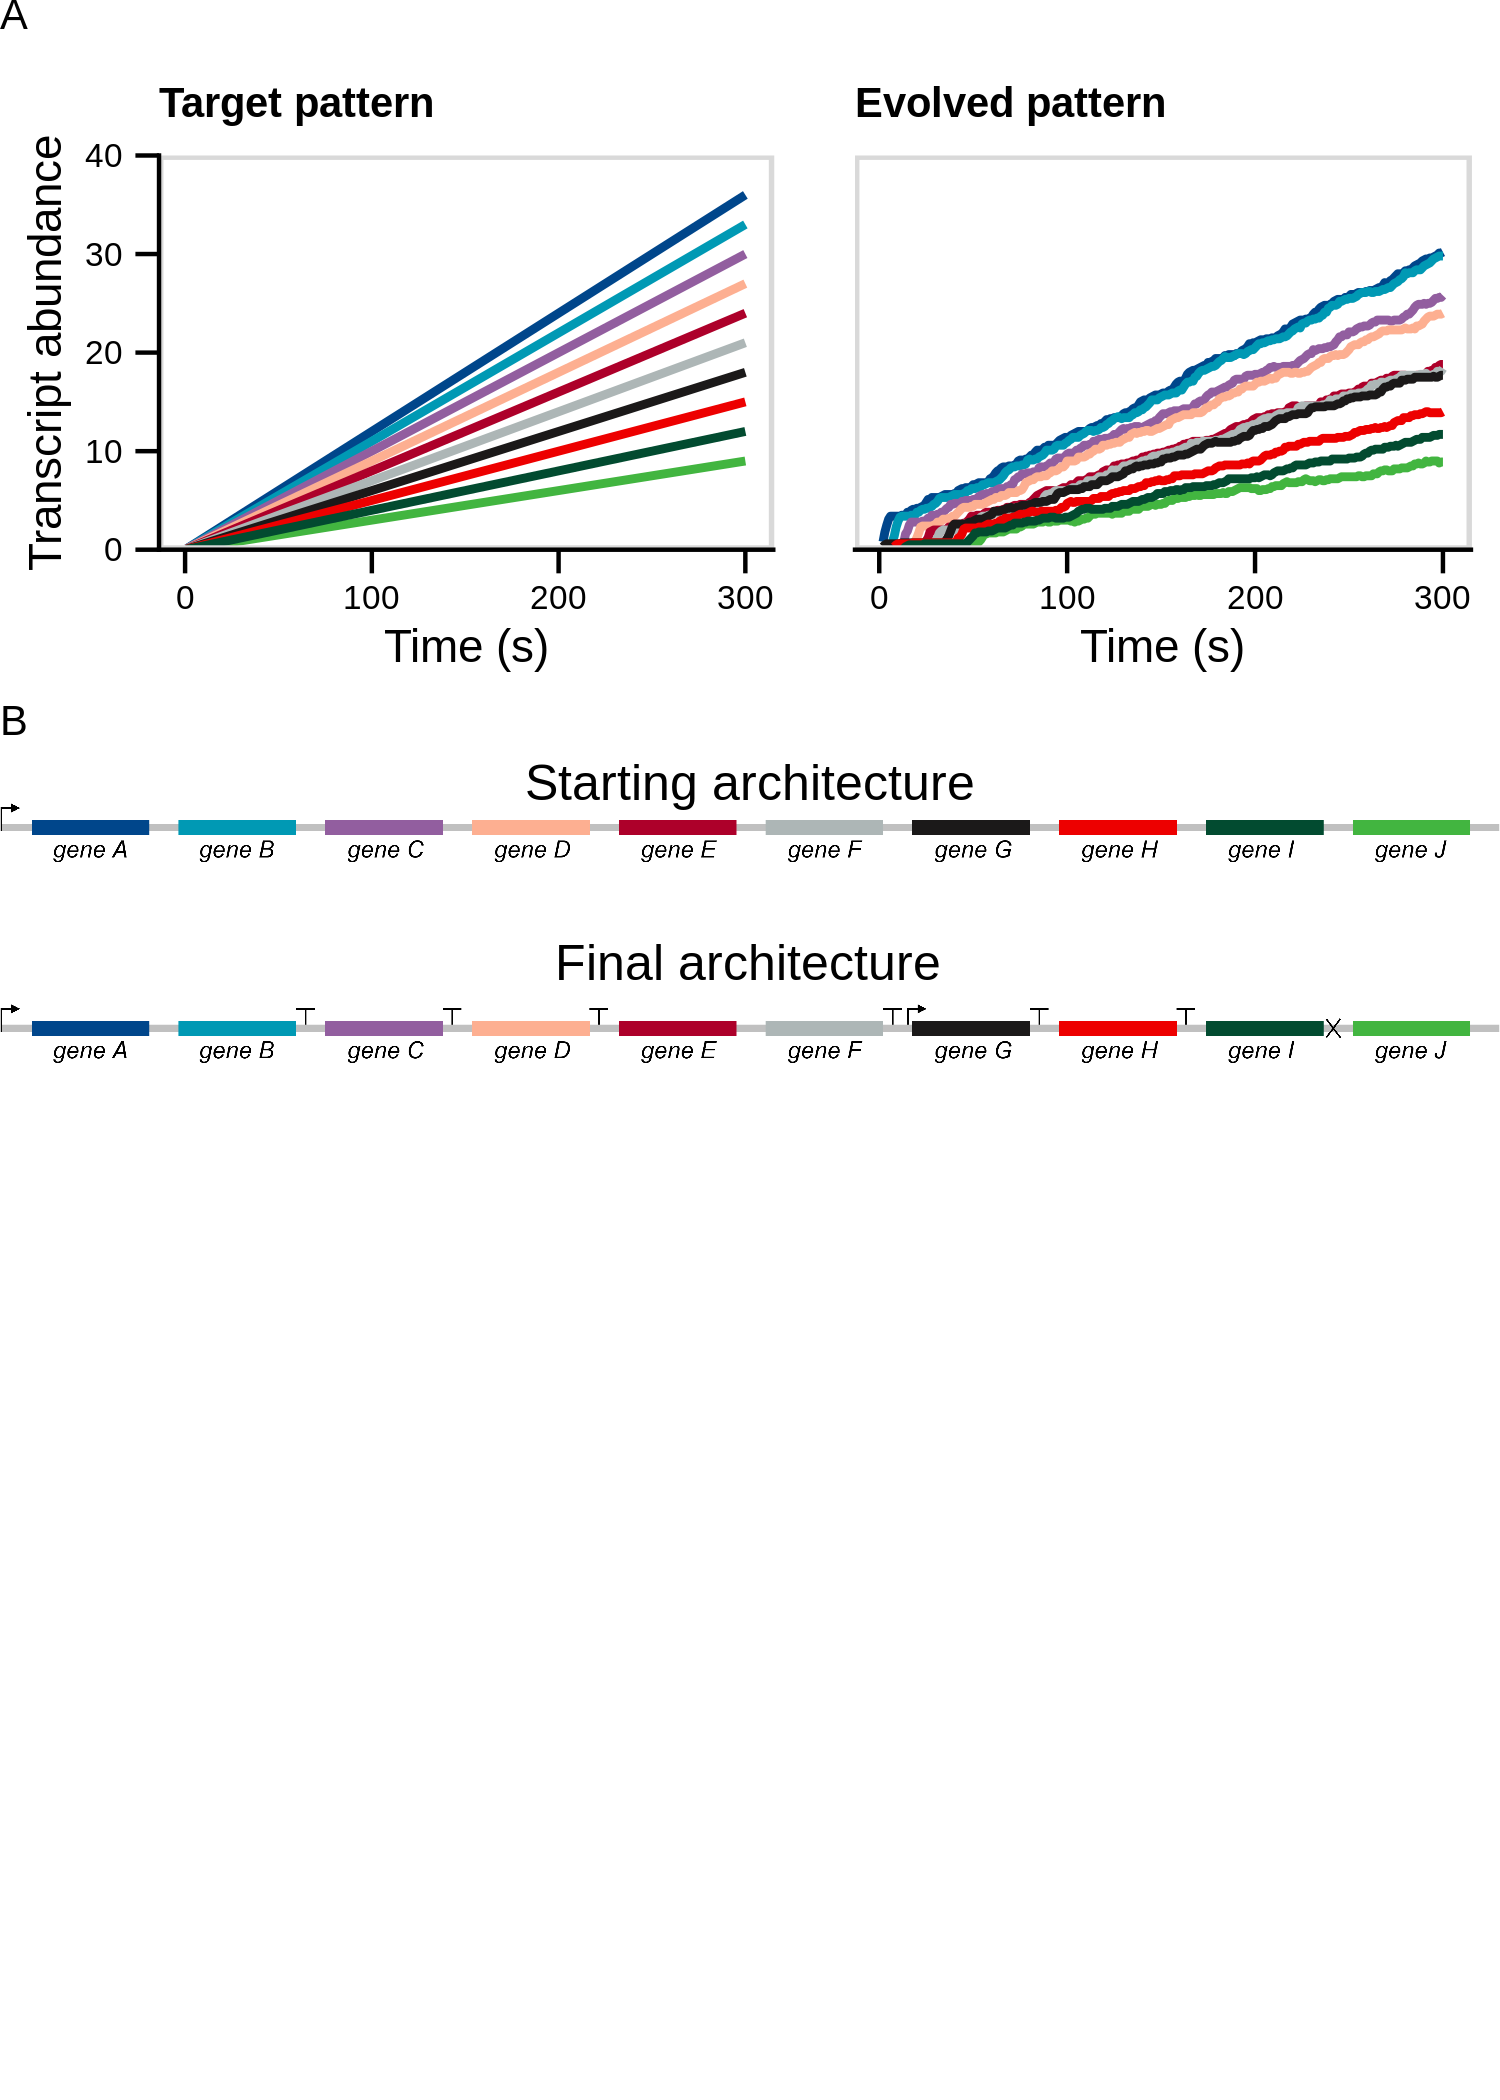 A
Target pattern
Evolved pattern
Transcript abundance
40
30
20
10
0
0 100 200 300
0 100 200 300
Time (s)
Time (s)
B
Starting architecture
gene A gene B gene C gene D gene E gene F gene G gene H gene I gene J
Final architecture
gene A gene B gene C gene D gene E gene F gene G gene H gene I gene J